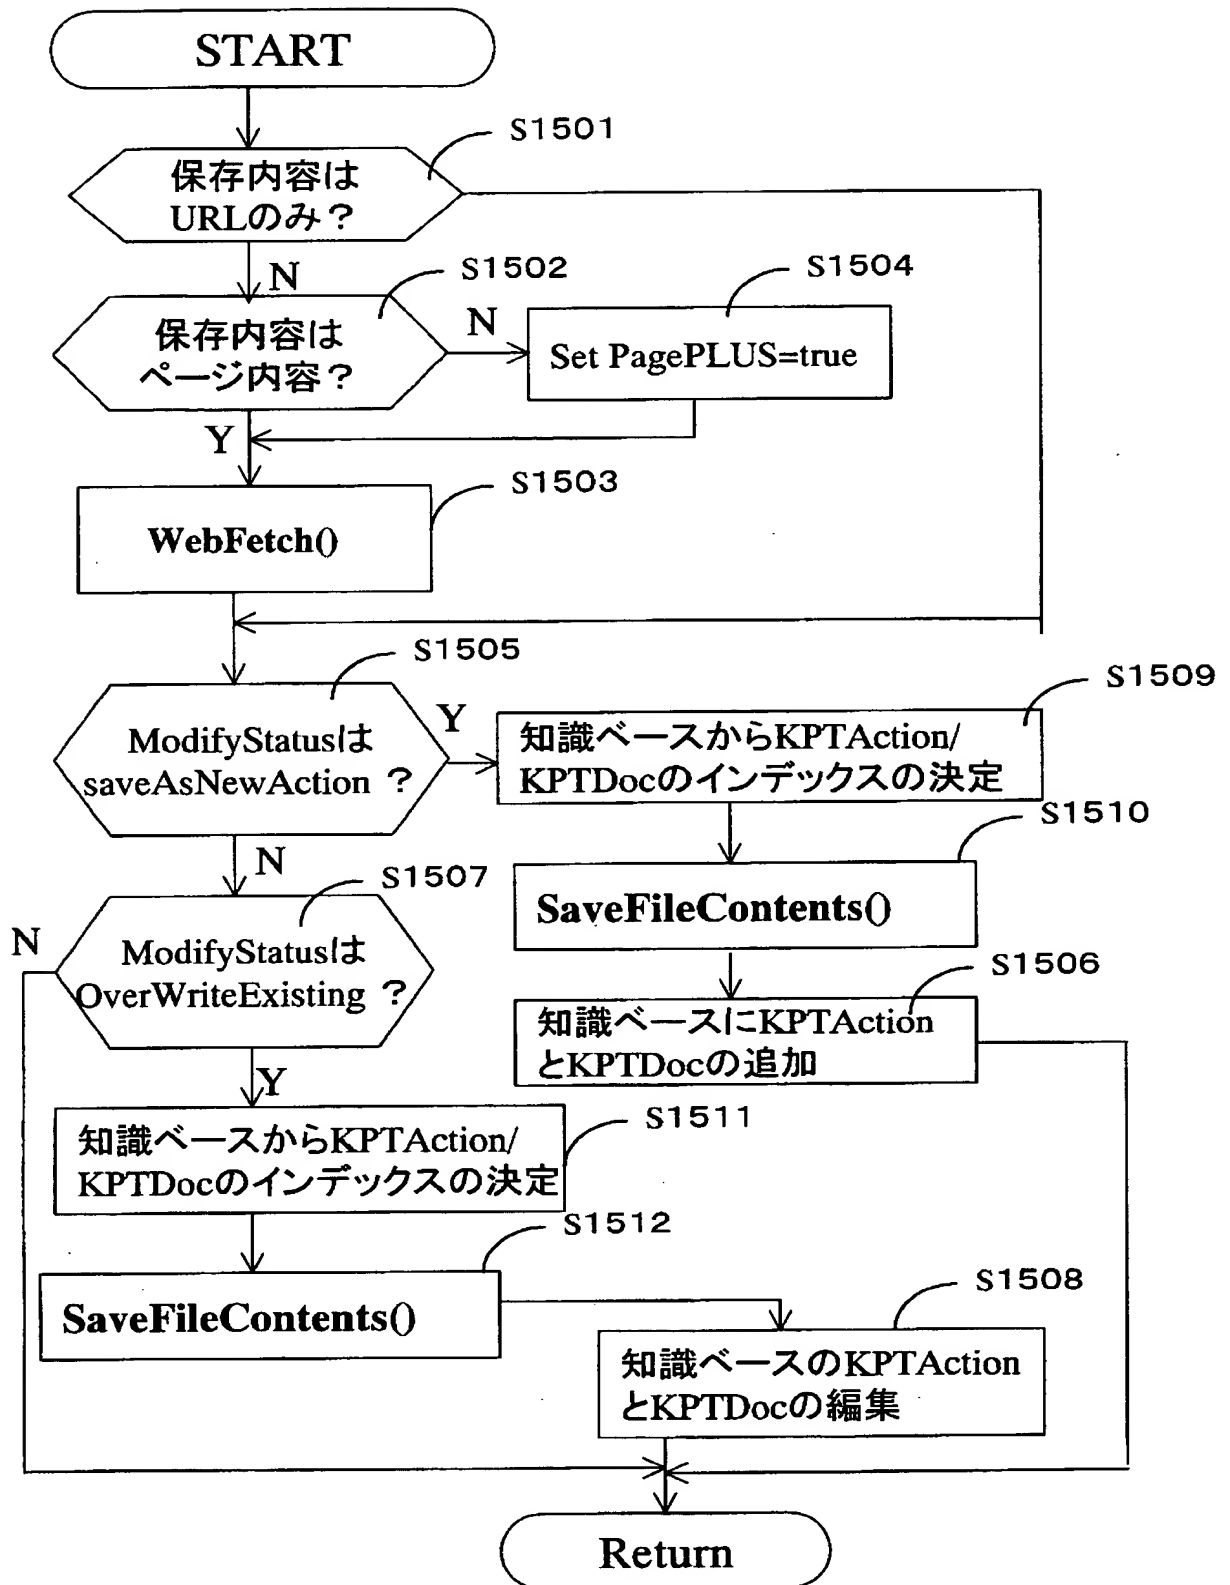 START
S1501
保存内容は
URLのみ？
N
S1502
S1504
保存内容は
ページ内容？
N
Set PagePLUS=true
Y
S1503
WebFetch()
S1505
S1509
ModifyStatusは
saveAsNewAction ？
Y
知識ベースからKPTAction/
KPTDocのインデックスの決定
S1510
N
S1507
SaveFileContents()
N
ModifyStatusは
OverWriteExisting ？
S1506
知識ベースにKPTAction
とKPTDocの追加
Y
S1511
知識ベースからKPTAction/
KPTDocのインデックスの決定
S1512
SaveFileContents()
S1508
知識ベースのKPTAction
とKPTDocの編集
Return